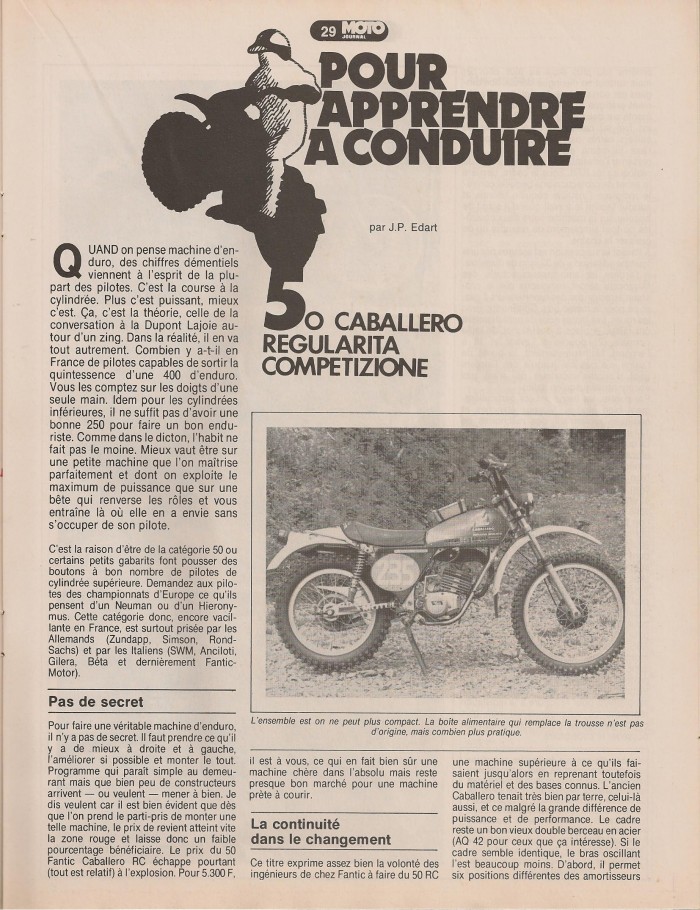 29 MOTO
JOURNAL
POUR
APPRENDRE
A CONDUIRE
par J.P. Edart
50 CABALLERO
REGULARITA
COMPETIZIONE
QUAND on pense machine d'en-
duro, des chiffres démentiels
viennent à l'esprit de la plu-
part des pilotes. C'est la course à la
cylindrée. Plus c'est puissant, mieux
c'est. Ça, c'est la théorie, celle de la
conversation à la Dupont Lajoie au-
tour d'un zing. Dans la réalité, il en va
tout autrement. Combien y a-t-il en
France de pilotes capables de sortir la
quintessence d'une 400 d'enduro.
Vous les comptez sur les doigts d'une
seule main. Idem pour les cylindrées
inférieures, il ne suffit pas d'avoir une
bonne 250 pour faire un bon endu-
riste. Comme dans le dicton, l'habit ne
fait pas le moine. Mieux vaut être sur
une petite machine que l'on maîtrise
parfaitement et dont on exploite le
maximum de puissance que sur une
bête qui renverse les rôles et vous
entraîne là où elle en a envie sans
s'occuper de son pilote.
C'est la raison d'être de la catégorie 50 ou
certains petits gabarits font pousser des
boutons à bon nombre de pilotes de
cylindrée supérieure. Demandez aux pilo-
tes des championnats d'Europe ce qu'ils
pensent d'un Neuman ou d'un Hierony-
mus. Cette catégorie donc, encore vacil-
lante en France, est surtout prisée par les
Allemands (Zundapp, Simson, Rond-
Sachs) et par les Italiens (SWM, Anciloti,
Gilera, Béta et dernièrement Fantic-
Motor).
Pas de secret
Pour faire une véritable machine d'enduro,
il n'y a pas de secret. Il faut prendre ce qu'il
y a de mieux à droite et à gauche,
l'améliorer si possible et monter le tout.
Programme qui paraît simple au demeu-
rant mais que bien peu de constructeurs
arrivent — ou veulent — mener à bien. Je
dis veulent car il est bien évident que dès
que l'on prend le parti-pris de monter une
telle machine, le prix de revient atteint vite
la zone rouge et laisse donc un faible
pourcentage bénéficiaire. Le prix du 50
Fantic Caballero RC échappe pourtant
(tout est relatif) à l'explosion. Pour 5.300 F,
285
L'ensemble est on ne peut plus compact. La boîte alimentaire qui remplace la trousse n'est pas
d'origine, mais combien plus pratique.
il est à vous, ce qui en fait bien sûr une
machine chère dans l'absolu mais reste
presque bon marché pour une machine
prête à courir.
La continuité
dans le changement
Ce titre exprime assez bien la volonté des
ingénieurs de chez Fantic à faire du 50 RC
une machine supérieure à ce qu'ils fai-
saient jusqu'alors en reprenant toutefois
du matériel et des bases connus. L'ancien
Caballero tenait très bien par terre, celui-là
aussi, et ce malgré la grande différence de
puissance et de performance. Le cadre
reste un bon vieux double berceau en acier
(AQ 42 pour ceux que ça intéresse). Si le
cadre semble identique, le bras oscillant
l'est beaucoup moins. D'abord, il permet
six positions différentes des amortisseurs